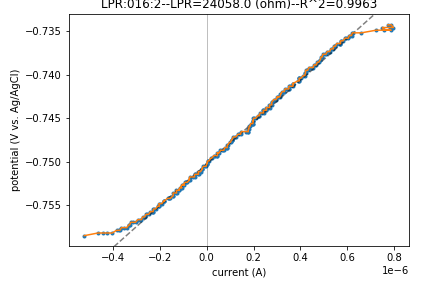 LPR:016:2--LPR=24058.0 (ohm)--R^2=0.9963
potential (V vs. Ag/AgCl)
−0.735
−0.740
−0.745
−0.750
−0.755
−0.4 −0.2 0.0 0.2 0.4 0.6 0.8
1e−6
current (A)